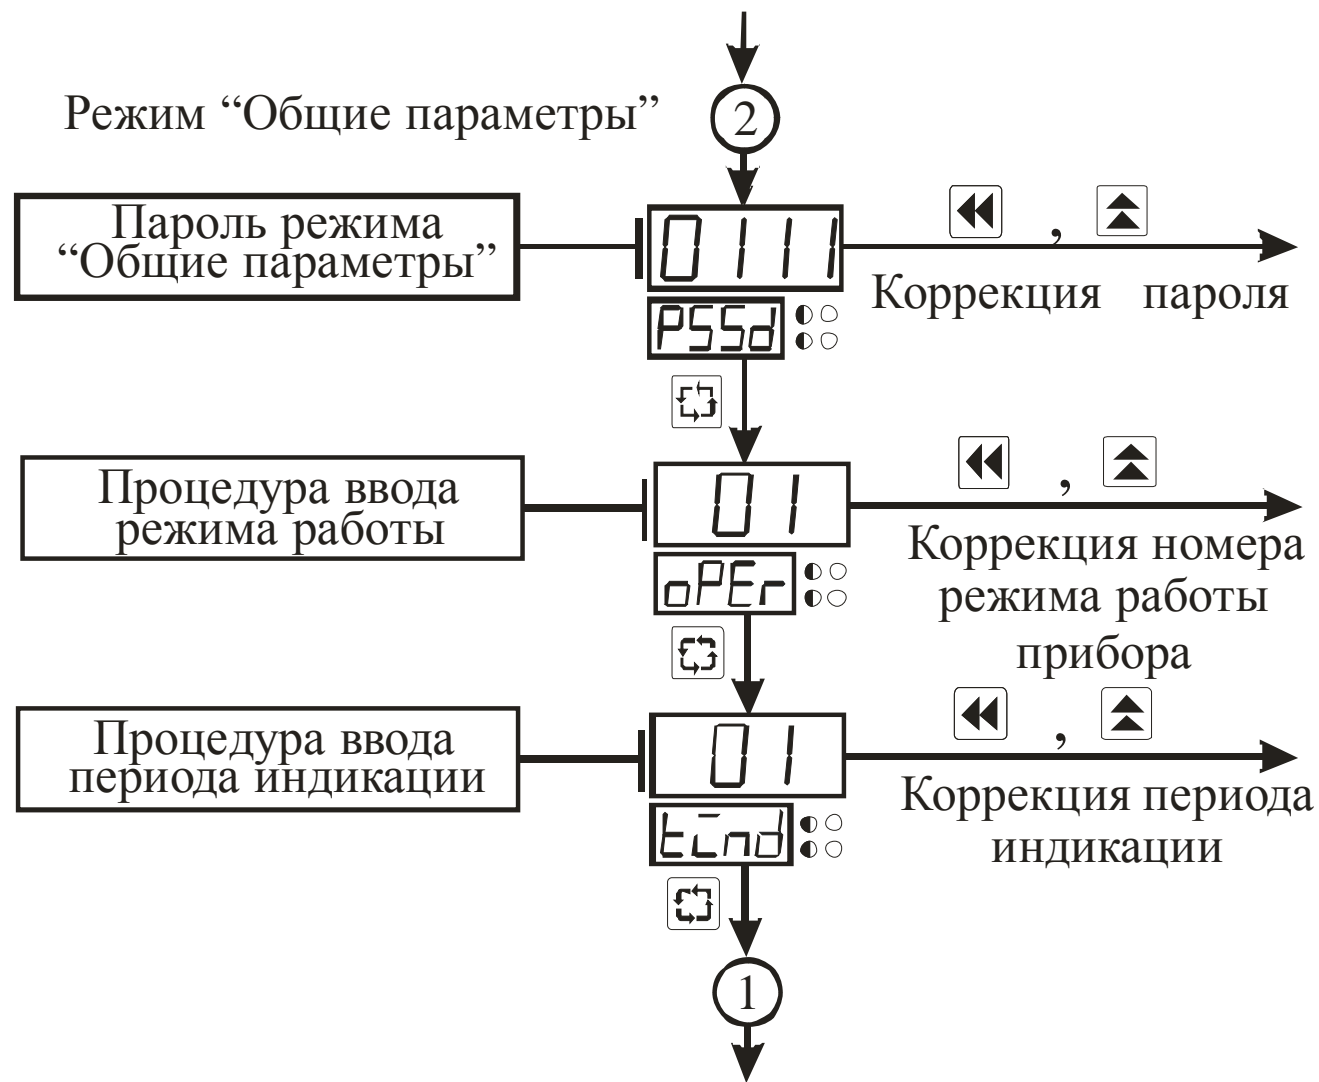 Режим “Общие параметры”
2
Пароль режима
“Общие параметры”
0111
,
Коррекция пароля
PSSd
Процедура ввода
режима работы
01
,
Коррекция номера
режима работы
прибора
oPEr
Процедура ввода
периода индикации
01
,
Коррекция периода
индикации
tind
1